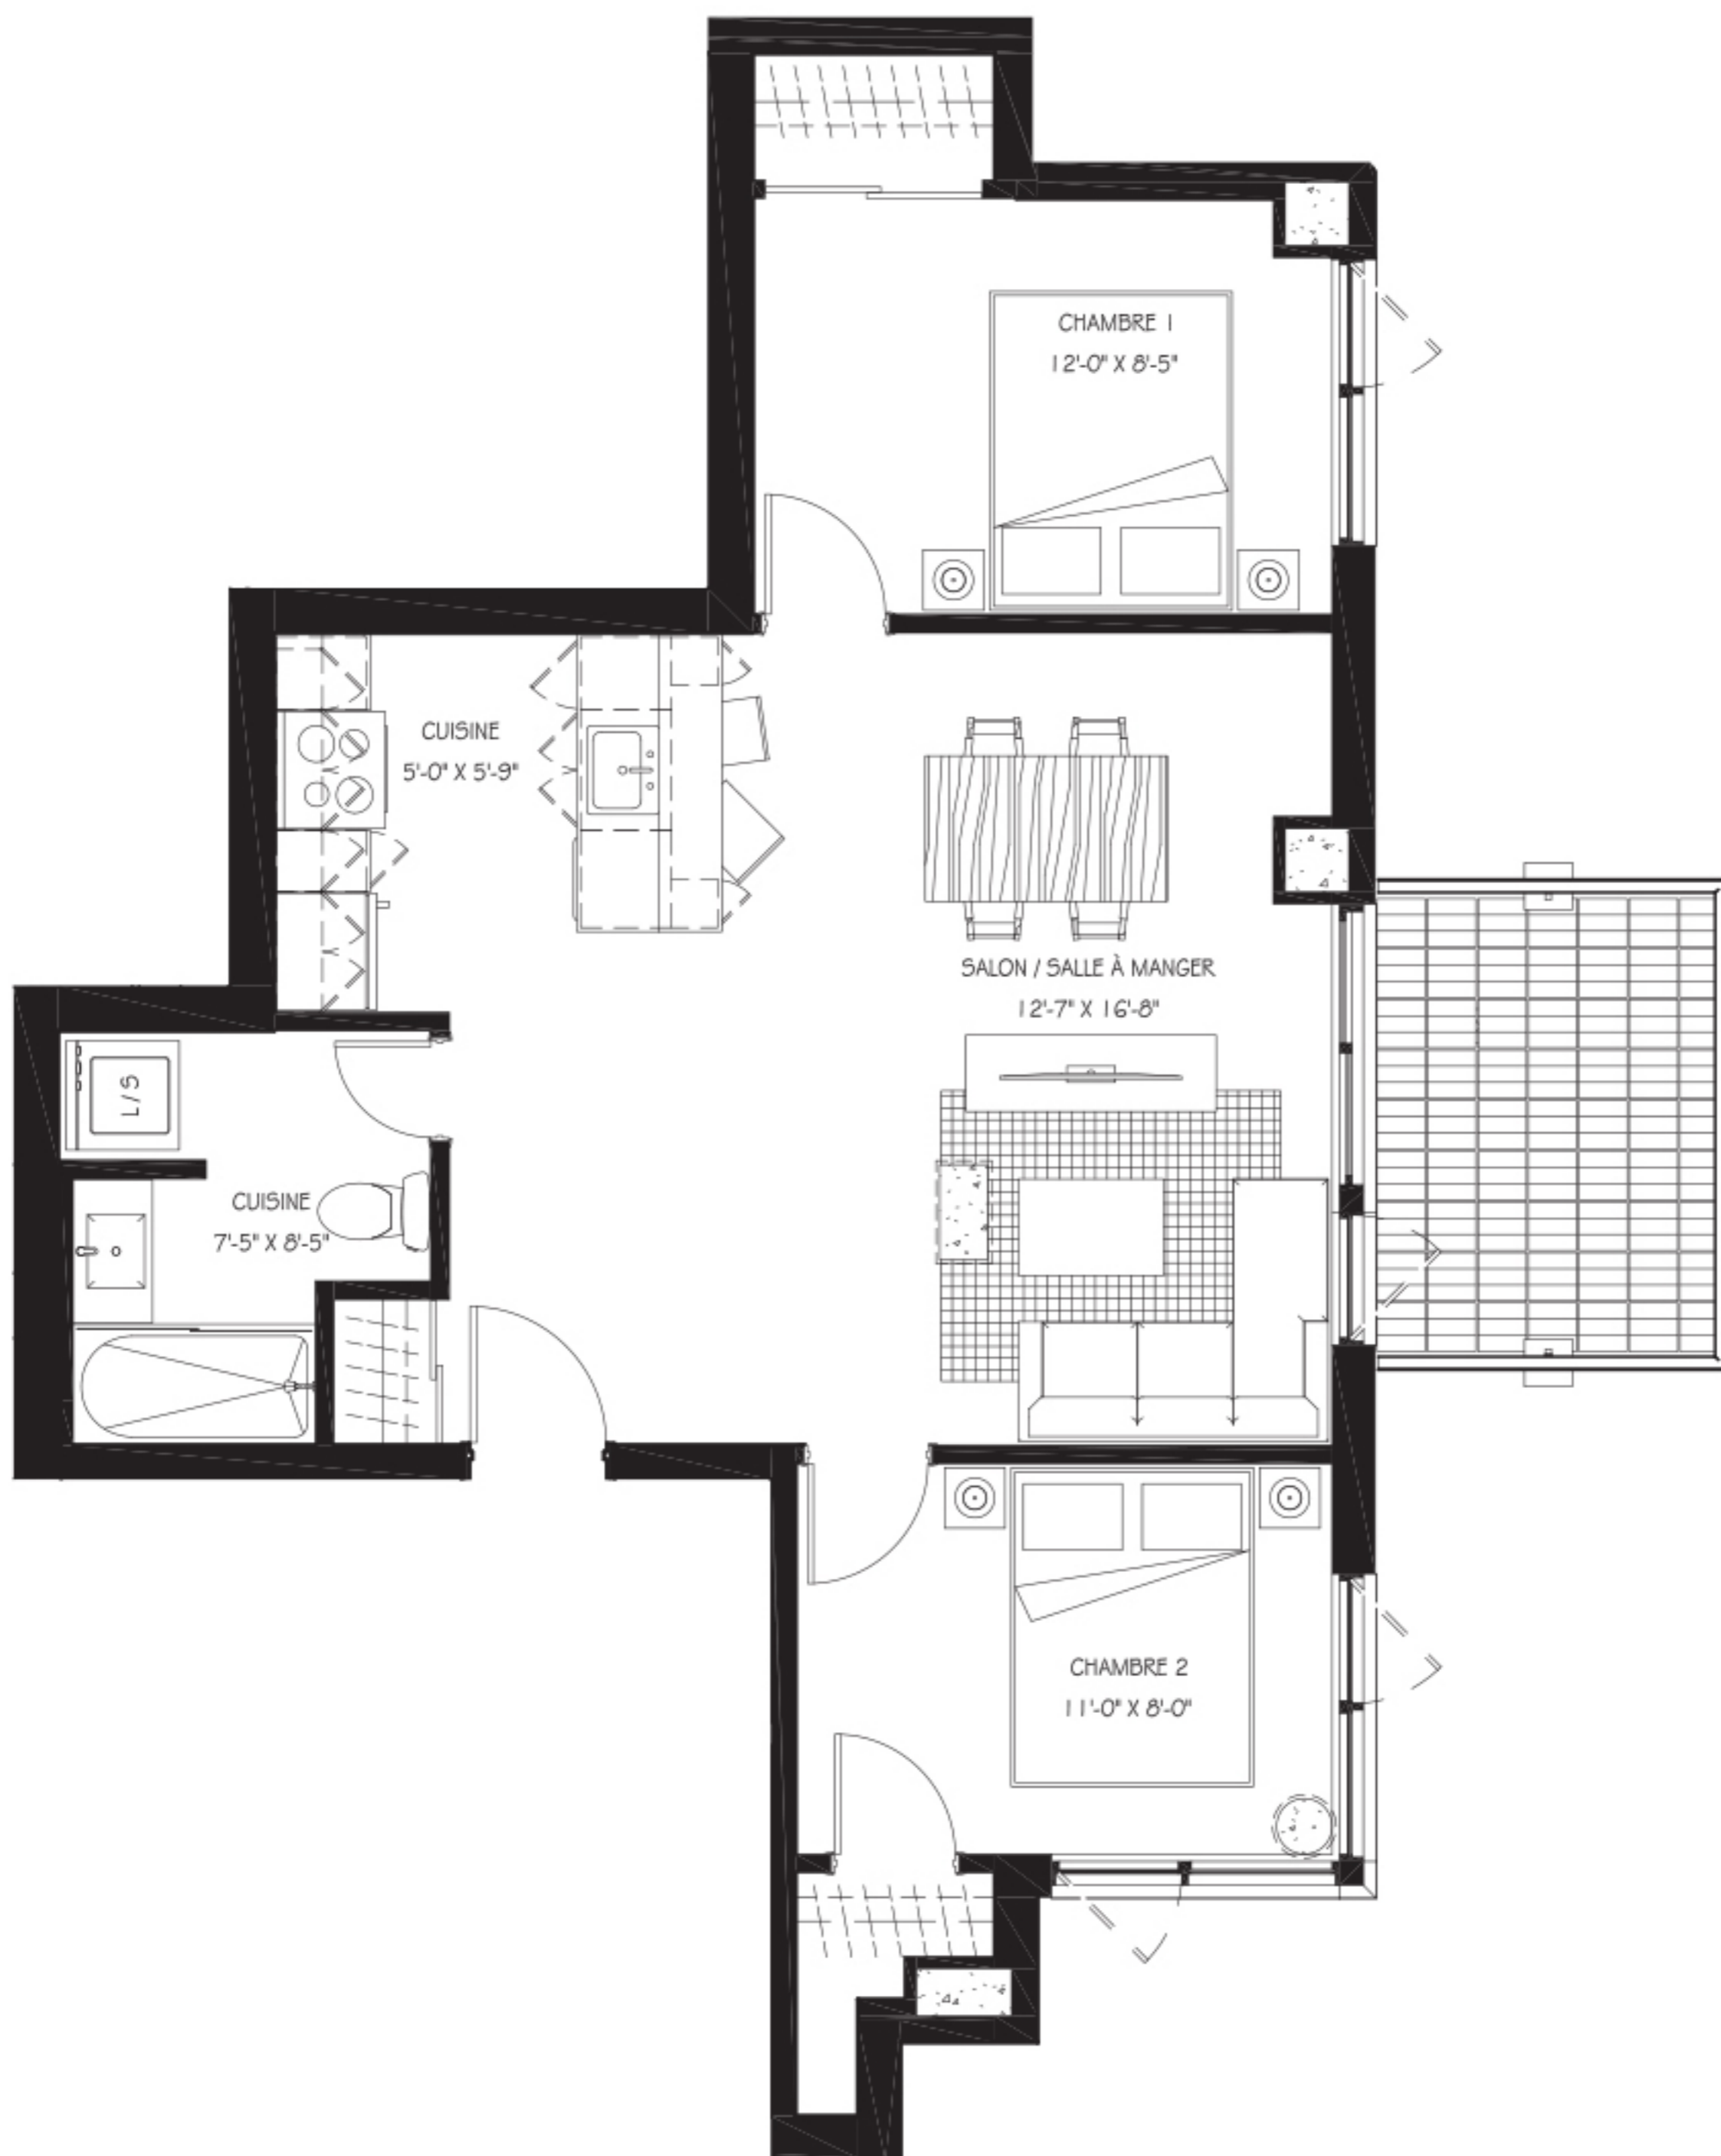 CHAMBRE 1
12'-0" X 8'-5"
CUISINE
5'-0" X 5'-9"
SALON / SALLE À MANGER
12'-7" X 16'-8"
L/S
CUISINE
7'-5" X 8'-5"
CHAMBRE 2
11'-0" X 8'-0"